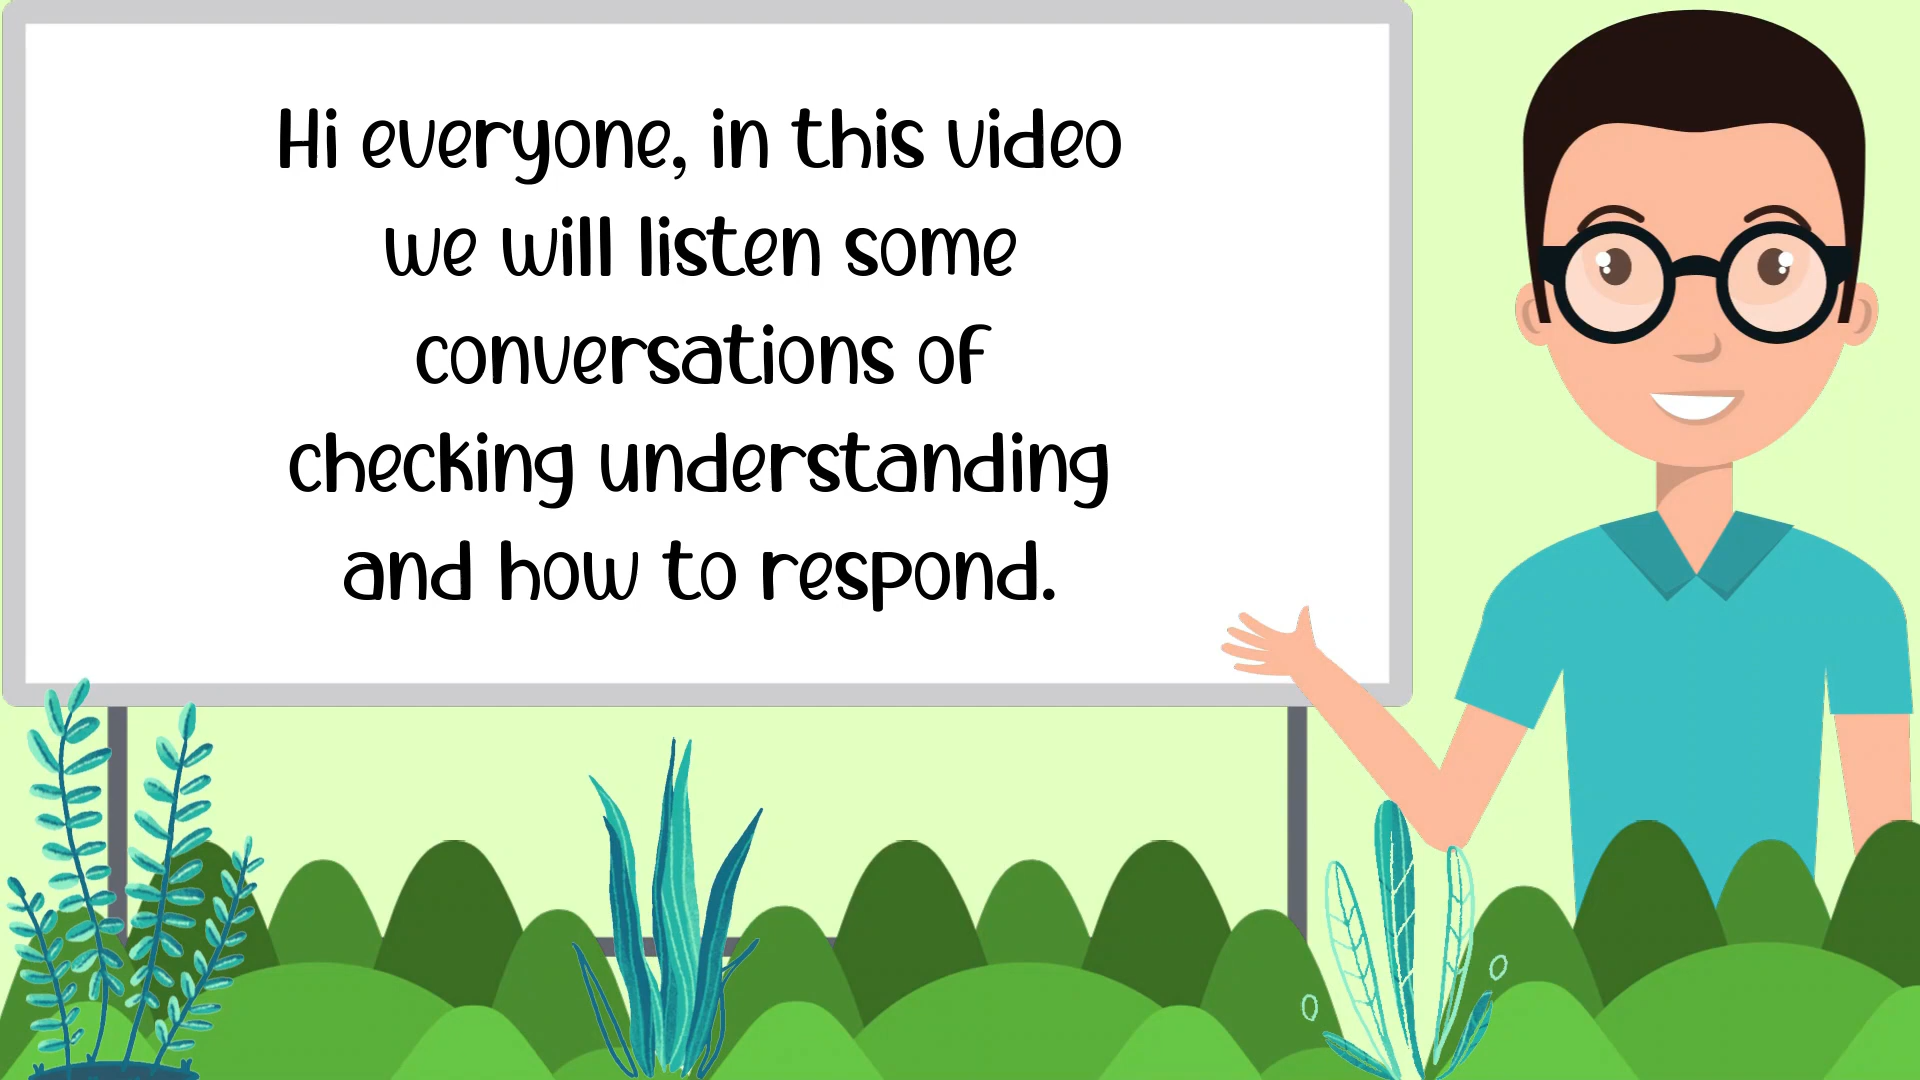 Hi everyone, in this video
we will listen some
conversations of
checking understanding
and how to respond.